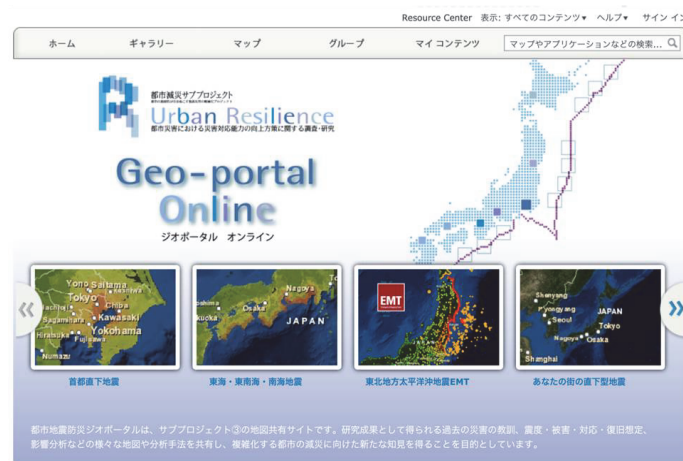 Resource Center 表示: すべてのコンテンツ▼ ヘルプ▼ サイン イン
ホーム ギャラリー マップ グループ マイ コンテンツ マップやアプリケーションなどの検索...
都市減災サブプロジェクト
Urban Resilience
都市災害における災害対応能力の向上方策に関する調査・研究
Geo-portal
Online
ジオポータル オンライン
Yono Saitama
Tokyo
Chiba
Sagamihara Kawasaki
Hiratsuka Yokohama
Fujisawa
Numazu
Nagoya
Osaka
JAPAN
EMT
Shenyang
P'yongyang JAPAN
Seoul Tokyo
Nagoya Osaka
Shanghai
首都直下地震 東海・東南海・南海地震 東北地方太平洋沖地震EMT あなたの街の直下型地震
都市地震防災ジオポータルは、サブプロジェクト③の地図共有サイトです。研究成果として得られる過去の災害の教訓、震度・被害・対応・復旧想定、
影響分析などの様々な地図や分析手法を共有し、複雑化する都市の減災に向けた新たな知見を得ることを目的としています。